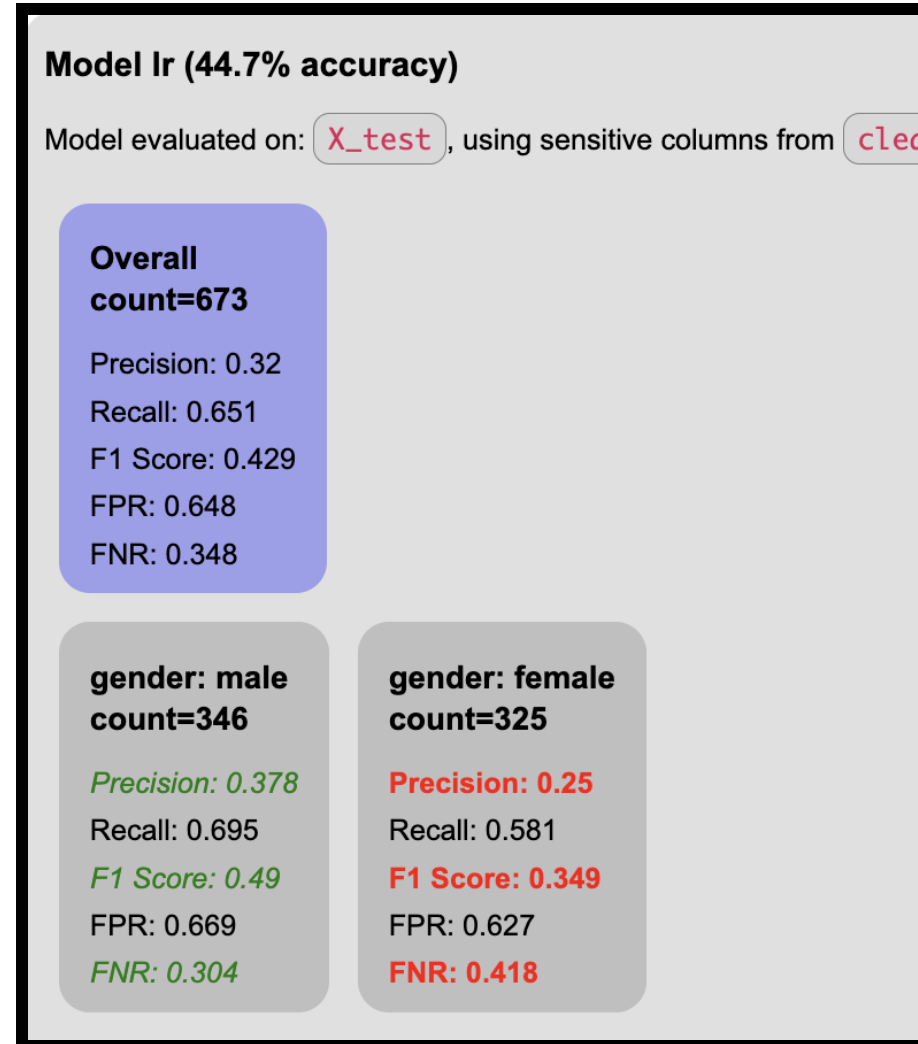 Model lr (44.7% accuracy)
Model evaluated on: X_test, using sensitive columns from
Overall
count=673
Precision: 0.32
Recall: 0.651
F1 Score: 0.429
FPR: 0.648
FNR: 0.348
gender: male
count=346
Precision: 0.378
Recall: 0.695
F1 Score: 0.49
FPR: 0.669
FNR: 0.304
gender: female
count=325
Precision: 0.25
Recall: 0.581
F1 Score: 0.349
FPR: 0.627
FNR: 0.418